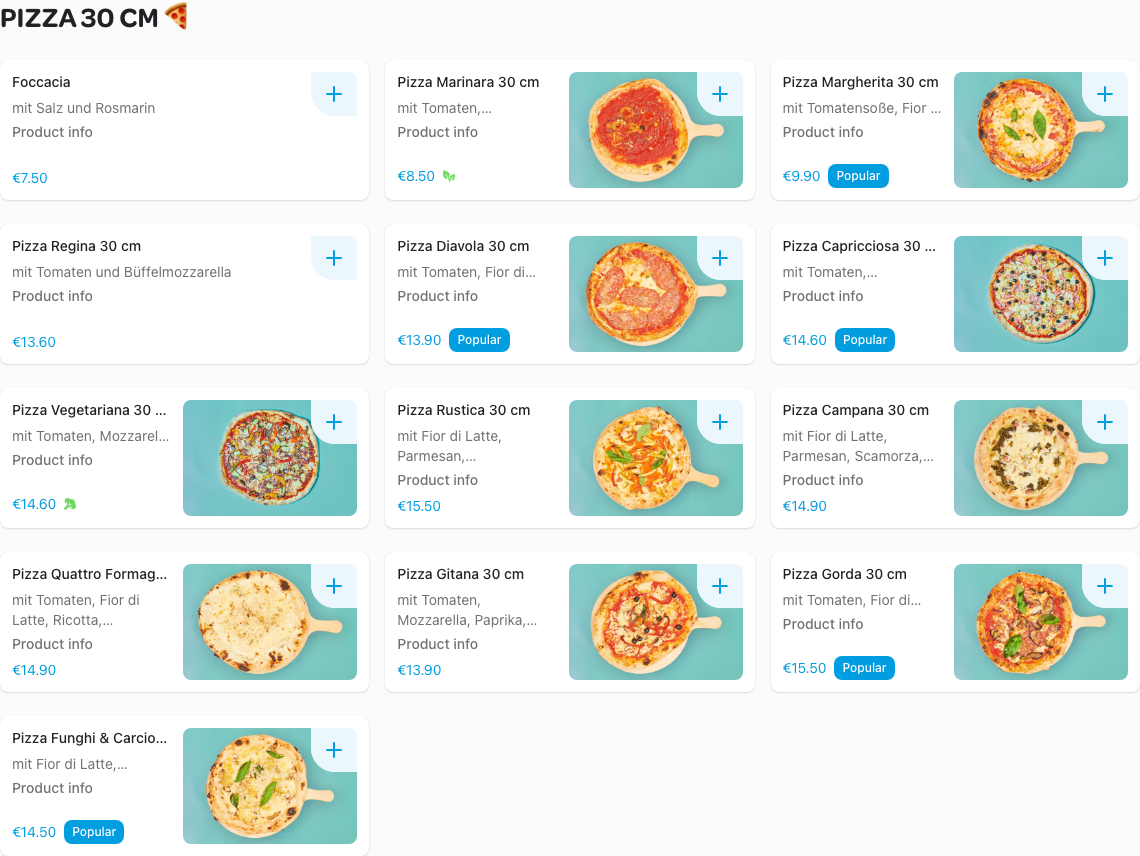 PIZZA 30 CM 🍕
Foccacia
mit Salz und Rosmarin
Product info
€7.50
Pizza Marinara 30 cm
mit Tomaten,...
Product info
€8.50
Pizza Margherita 30 cm
mit Tomatensoße, Fior ...
Product info
€9.90 Popular
Pizza Regina 30 cm
mit Tomaten und Büffelmozzarella
Product info
€13.60
Pizza Diavola 30 cm
mit Tomaten, Fior di...
Product info
€13.90 Popular
Pizza Capricciosa 30 ...
mit Tomaten,...
Product info
€14.60 Popular
Pizza Vegetariana 30 ...
mit Tomaten, Mozzarel...
Product info
€14.60
Pizza Rustica 30 cm
mit Fior di Latte,
Parmesan,...
Product info
€15.50
Pizza Campana 30 cm
mit Fior di Latte,
Parmesan, Scamorza,...
Product info
€14.90
Pizza Quattro Formag...
mit Tomaten, Fior di
Latte, Ricotta,...
Product info
€14.90
Pizza Gitana 30 cm
mit Tomaten,
Mozzarella, Paprika,...
Product info
€13.90
Pizza Gorda 30 cm
mit Tomaten, Fior di...
Product info
€15.50 Popular
Pizza Funghi & Carcio...
mit Fior di Latte,...
Product info
€14.50 Popular